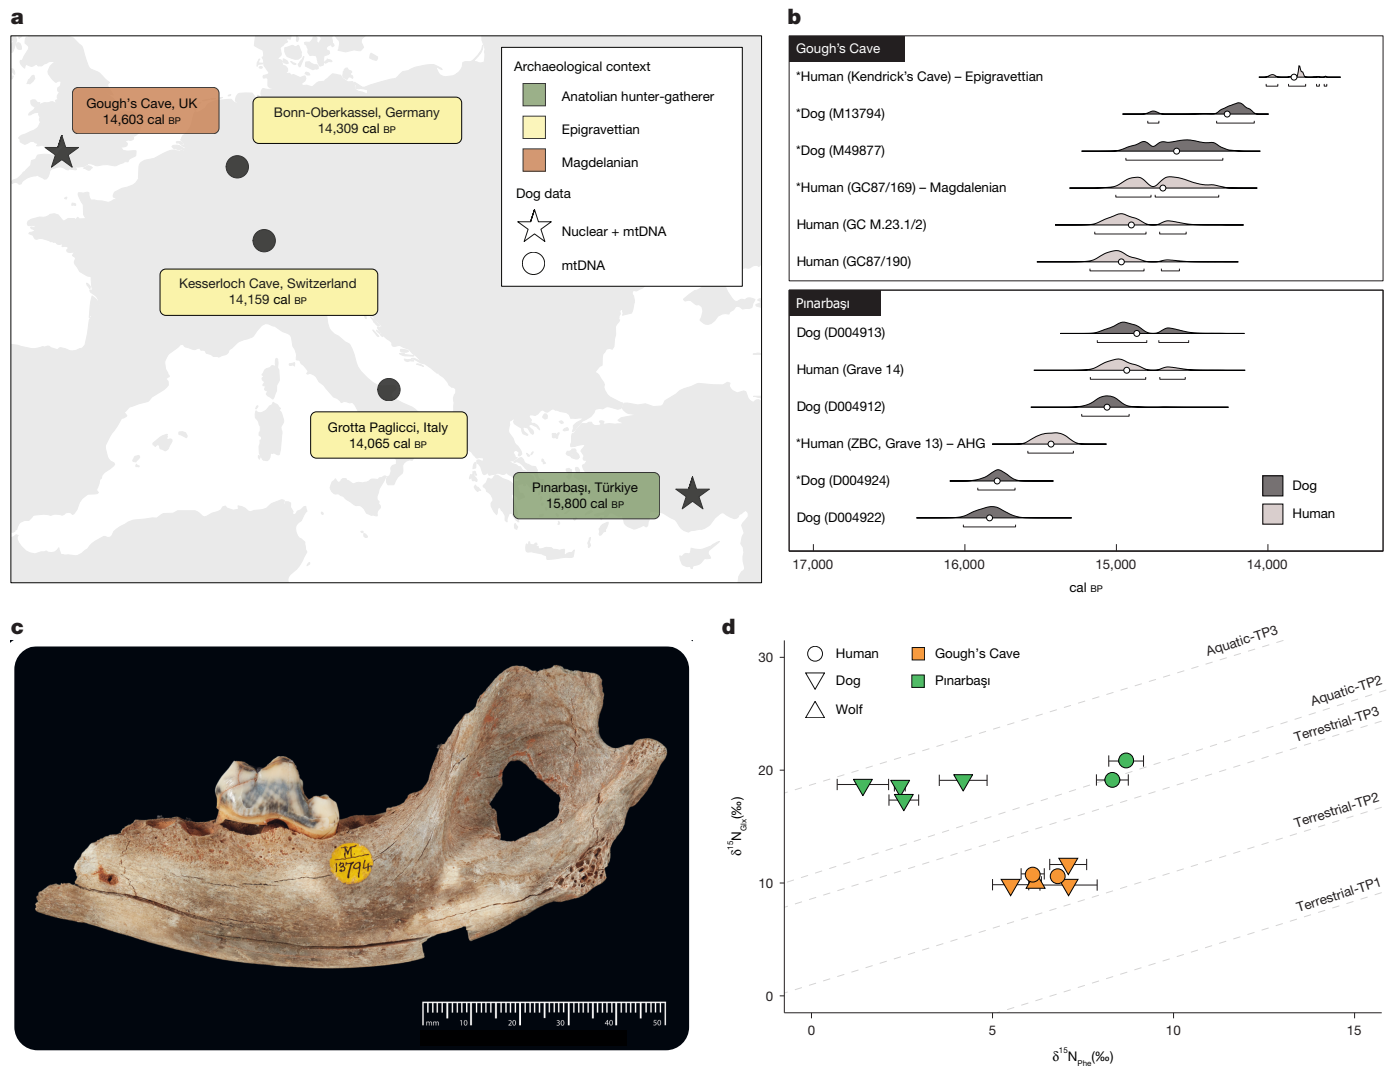 a
Gough's Cave, UK
14,603 cal BP
Bonn-Oberkassel, Germany
14,309 cal BP
Kesserloch Cave, Switzerland
14,159 cal BP
Grotta Paglicci, Italy
14,065 cal BP
Pınarbaşı, Türkiye
15,800 cal BP
Archaeological context
Anatolian hunter-gatherer
Epigravettian
Magdelanian
Dog data
Nuclear + mtDNA
mtDNA
b
Gough's Cave
*Human (Kendrick's Cave) – Epigravettian
*Dog (M13794)
*Dog (M49877)
*Human (GC87/169) – Magdalenian
Human (GC M.23.1/2)
Human (GC87/190)
Pınarbaşı
Dog (D004913)
Human (Grave 14)
Dog (D004912)
*Human (ZBC, Grave 13) – AHG
*Dog (D004924)
Dog (D004922)
Dog
Human
17,000 16,000 15,000 14,000
cal BP
c
M
13794
mm 10 20 30 40 50
d
Human
Dog
Wolf
Gough's Cave
Pınarbaşı
Aquatic-TP3
Aquatic-TP2
Terrestrial-TP3
Terrestrial-TP2
Terrestrial-TP1
30
20
10
0
δ15NGlx(‰)
0 5 10 15
δ15NPhe(‰)